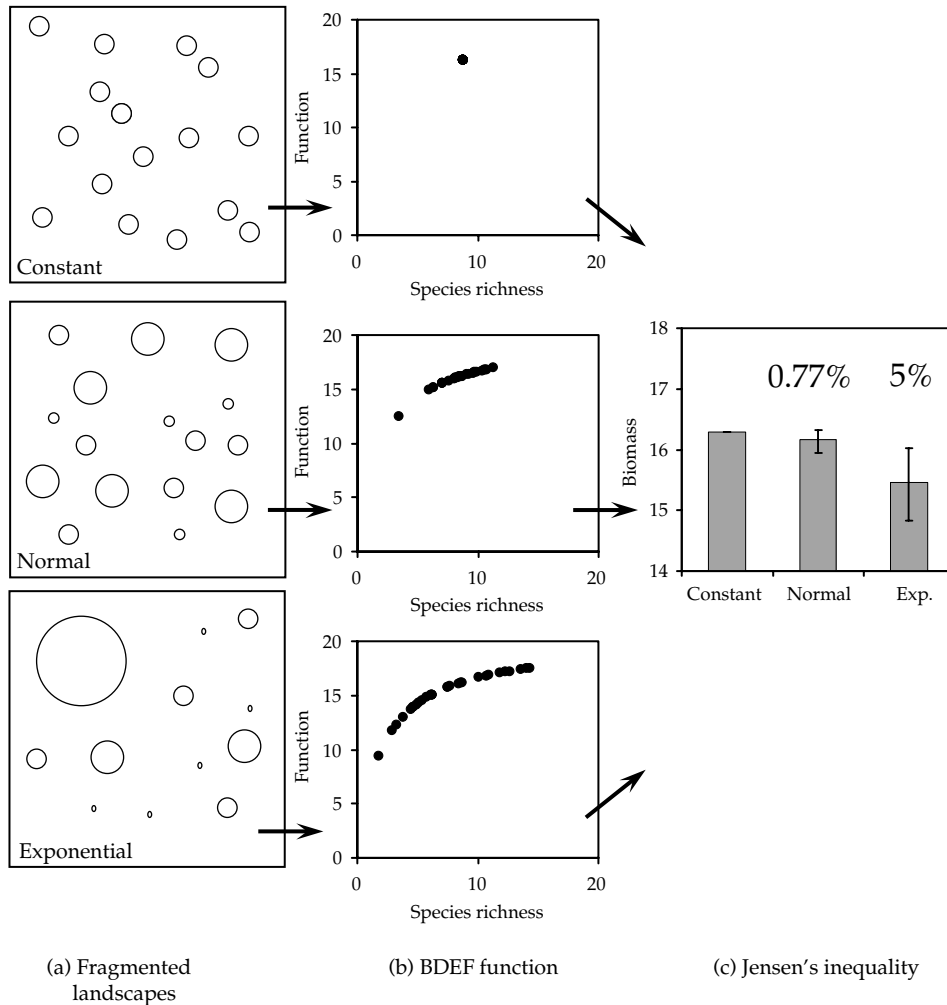 Constant
20
15
10
5
0
Function
0
10
20
Species richness
Normal
20
15
10
5
0
Function
0
10
20
Species richness
18
17
16
15
14
Biomass
0.77%
5%
Constant
Normal
Exp.
Exponential
20
15
10
5
0
Function
0
10
20
Species richness
(a) Fragmented
landscapes
(b) BDEF function
(c) Jensen’s inequality